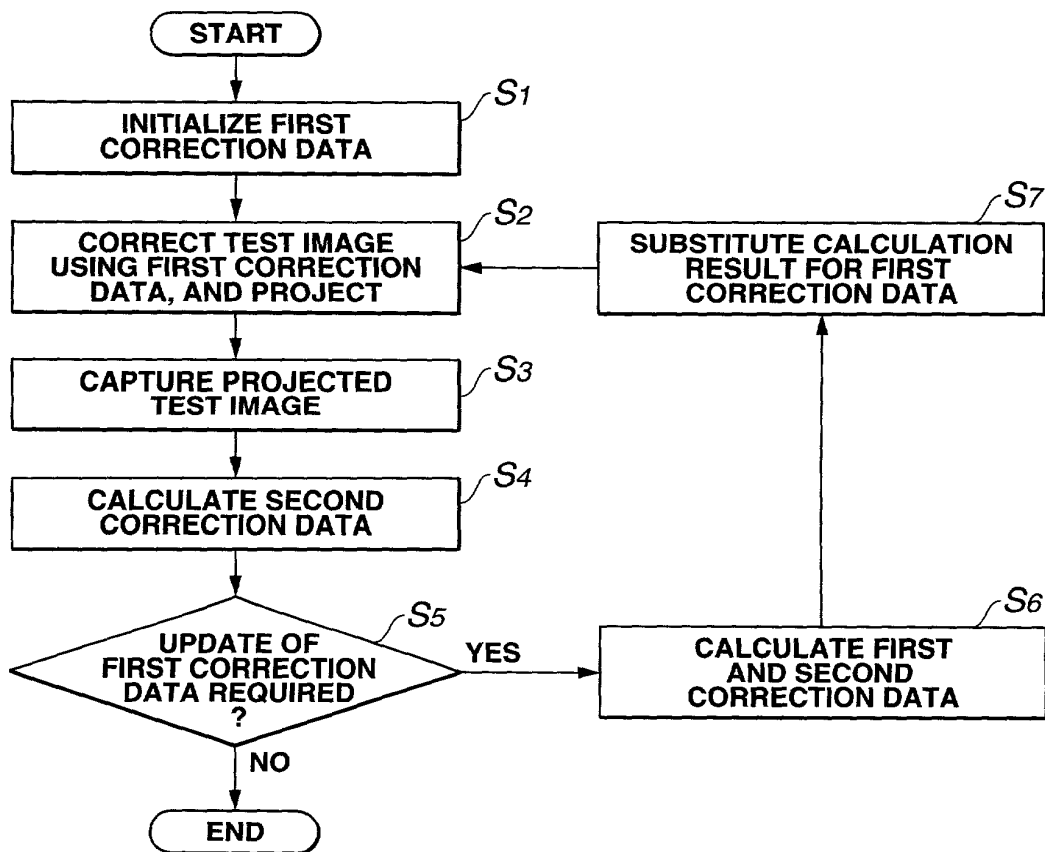 START
S1
INITIALIZE FIRST
CORRECTION DATA
S2
CORRECT TEST IMAGE
USING FIRST CORRECTION
DATA, AND PROJECT
S7
SUBSTITUTE CALCULATION
RESULT FOR FIRST
CORRECTION DATA
S3
CAPTURE PROJECTED
TEST IMAGE
S4
CALCULATE SECOND
CORRECTION DATA
S5
UPDATE OF
FIRST CORRECTION
DATA REQUIRED
?
YES
S6
CALCULATE FIRST
AND SECOND
CORRECTION DATA
NO
END